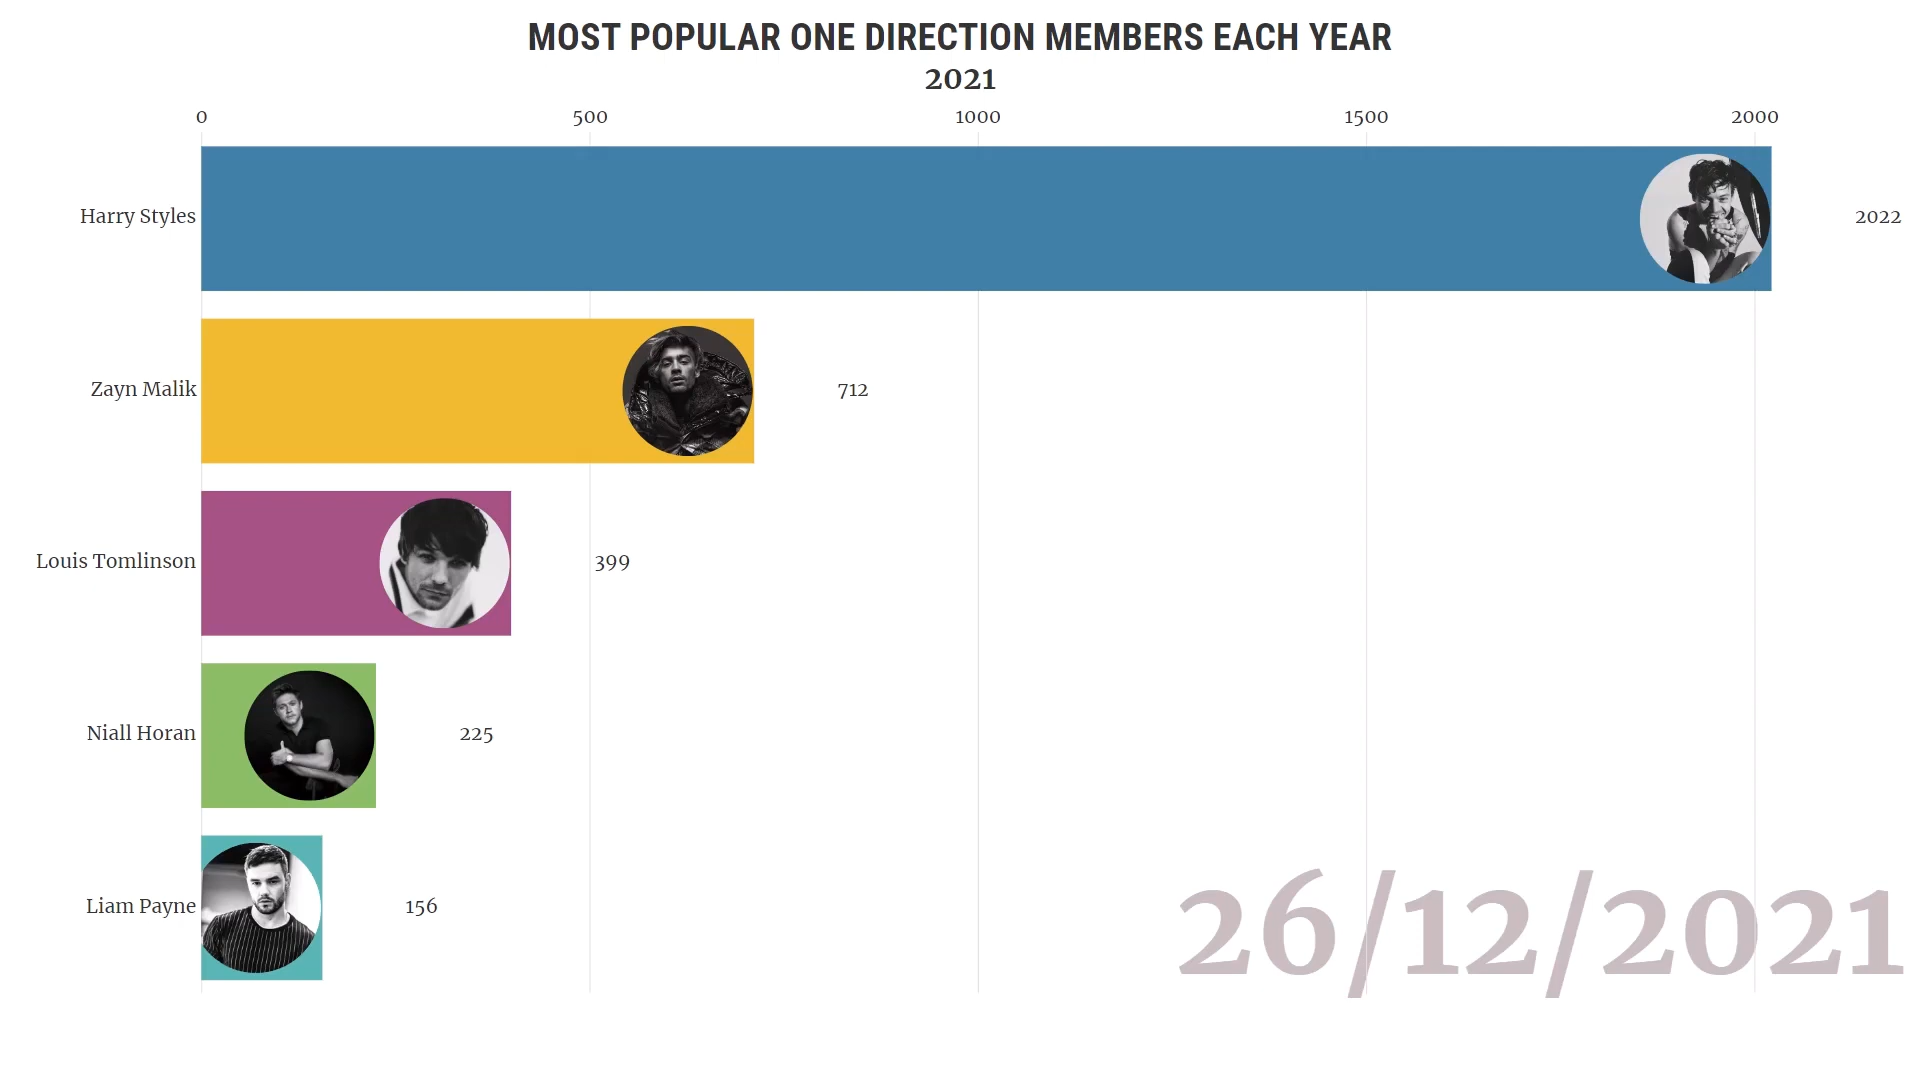 MOST POPULAR ONE DIRECTION MEMBERS EACH YEAR
2021
0 500 1000 1500 2000
Harry Styles 2022
Zayn Malik 712
Louis Tomlinson 399
Niall Horan 225
Liam Payne 156
26/12/2021